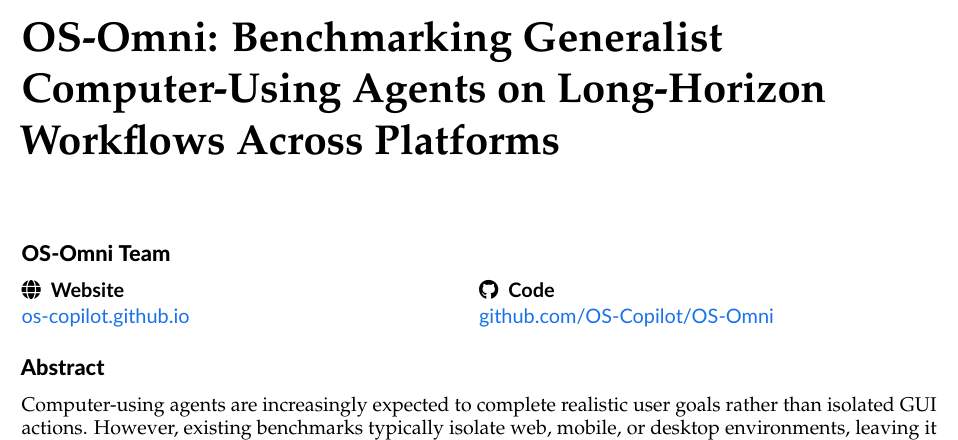 OS-Omni: Benchmarking Generalist
Computer-Using Agents on Long-Horizon
Workflows Across Platforms
OS-Omni Team
Website
os-copilot.github.io
Code
github.com/OS-Copilot/OS-Omni
Abstract
Computer-using agents are increasingly expected to complete realistic user goals rather than isolated GUI
actions. However, existing benchmarks typically isolate web, mobile, or desktop environments, leaving it